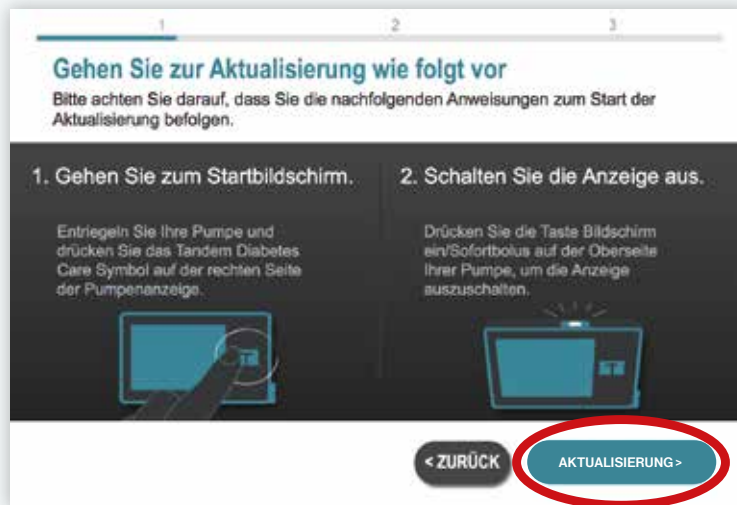 1 2 3
Gehen Sie zur Aktualisierung wie folgt vor
Bitte achten Sie darauf, dass Sie die nachfolgenden Anweisungen zum Start der
Aktualisierung befolgen.
1. Gehen Sie zum Startbildschirm.
Entriegeln Sie Ihre Pumpe und
drücken Sie das Tandem Diabetes
Care Symbol auf der rechten Seite
der Pumpenanzeige.
2. Schalten Sie die Anzeige aus.
Drücken Sie die Taste Bildschirm
ein/Sofortbolus auf der Oberseite
Ihrer Pumpe, um die Anzeige
auszuschalten.
< ZURÜCK
AKTUALISIERUNG >